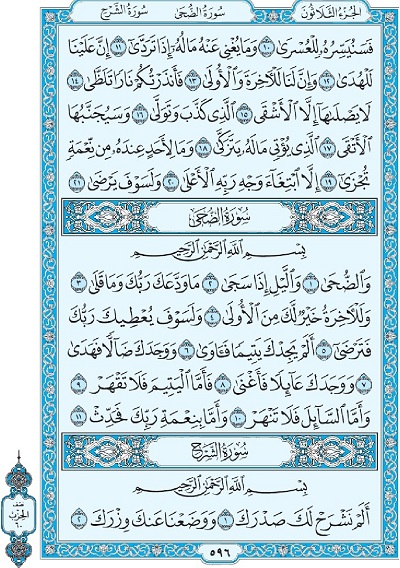 الجزء الثلاثون
سورة الضحى
سورة الشرح
فَسَنُيَسِّرُهُۥ لِلْعُسْرَىٰ ١٠ وَمَا يُغْنِى عَنْهُ مَالُهُۥٓ إِذَا تَرَدَّىٰٓ ١١ إِنَّ عَلَيْنَا
لَلْهُدَىٰ ١٢ وَإِنَّ لَنَا لَلْـَٔاخِرَةَ وَٱلْأُولَىٰ ١٣ فَأَنذَرْتُكُمْ نَارًا تَلَظَّىٰ ١٤
لَا يَصْلَىٰهَآ إِلَّا ٱلْأَشْقَى ١٥ ٱلَّذِى كَذَّبَ وَتَوَلَّىٰ ١٦ وَسَيُجَنَّبُهَا
ٱلْأَتْقَى ١٧ ٱلَّذِى يُؤْتِى مَالَهُۥ يَتَزَكَّىٰ ١٨ وَمَا لِأَحَدٍ عِندَهُۥ مِن نِّعْمَةٍ
تُجْزَىٰٓ ١٩ إِلَّا ٱبْتِغَآءَ وَجْهِ رَبِّهِ ٱلْأَعْلَىٰ ٢٠ وَلَسَوْفَ يَرْضَىٰ ٢١
سُورَةُ الضُّحَىٰ
بِسْمِ ٱللَّهِ ٱلرَّحْمَٰنِ ٱلرَّحِيمِ
وَٱلضُّحَىٰ ١ وَٱلَّيْلِ إِذَا سَجَىٰ ٢ مَا وَدَّعَكَ رَبُّكَ وَمَا قَلَىٰ ٣
وَلَلْـَٔاخِرَةُ خَيْرٌ لَّكَ مِنَ ٱلْأُولَىٰ ٤ وَلَسَوْفَ يُعْطِيكَ رَبُّكَ
فَتَرْضَىٰٓ ٥ أَلَمْ يَجِدْكَ يَتِيمًا فَـَٔاوَىٰ ٦ وَوَجَدَكَ ضَآلًّا فَهَدَىٰ
٧ وَوَجَدَكَ عَآئِلًا فَأَغْنَىٰ ٨ فَأَمَّا ٱلْيَتِيمَ فَلَا تَقْهَرْ ٩
وَأَمَّا ٱلسَّآئِلَ فَلَا تَنْهَرْ ١٠ وَأَمَّا بِنِعْمَةِ رَبِّكَ فَحَدِّثْ ١١
سُورَةُ الشَّرْحِ
بِسْمِ ٱللَّهِ ٱلرَّحْمَٰنِ ٱلرَّحِيمِ
أَلَمْ نَشْرَحْ لَكَ صَدْرَكَ ١ وَوَضَعْنَا عَنكَ وِزْرَكَ ٢
نصف
الحزب
٦٠
٥٩٦